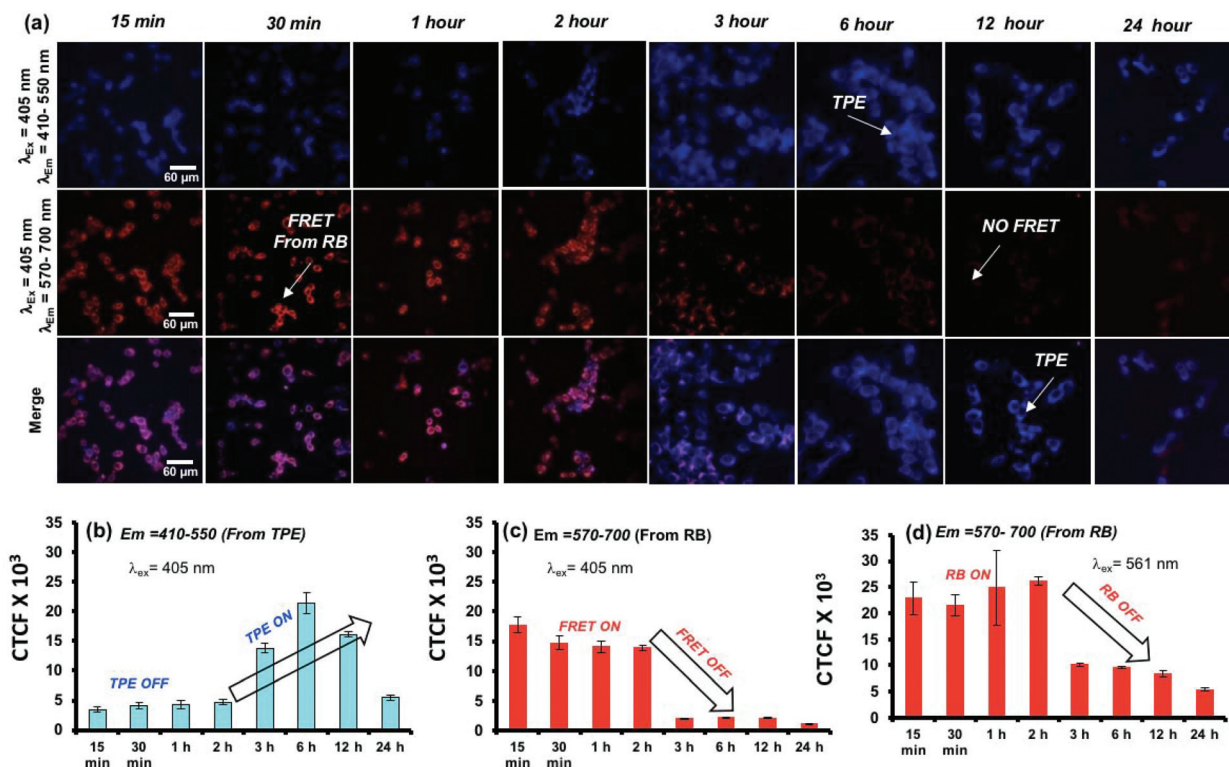 (a) 15 min 30 min 1 hour 2 hour 3 hour 6 hour 12 hour 24 hour
λEx = 405 nm
λEm = 410- 550 nm
TPE
60 µm
60 µm
λEx = 405 nm
λEm = 570- 700 nm
FRET
From RB
NO FRET
60 µm
60 µm
Merge
TPE
60 µm
60 µm
(b) Em =410-550 (From TPE)
λex= 405 nm
CTCF X 10³
35
30
25
20
15
10
5
0
TPE OFF
TPE ON
15 min 30 min 1 h 2 h 3 h 6 h 12 h 24 h
(c) Em =570-700 (From RB)
λex= 405 nm
CTCF X 10³
35
30
25
20
15
10
5
0
FRET ON
FRET OFF
15 min 30 min 1 h 2 h 3 h 6 h 12 h 24 h
(d) Em =570- 700 (From RB)
λex= 561 nm
CTCF X 10³
35
30
25
20
15
10
5
0
RB ON
RB OFF
15 min 30 min 1 h 2 h 3 h 6 h 12 h 24 h